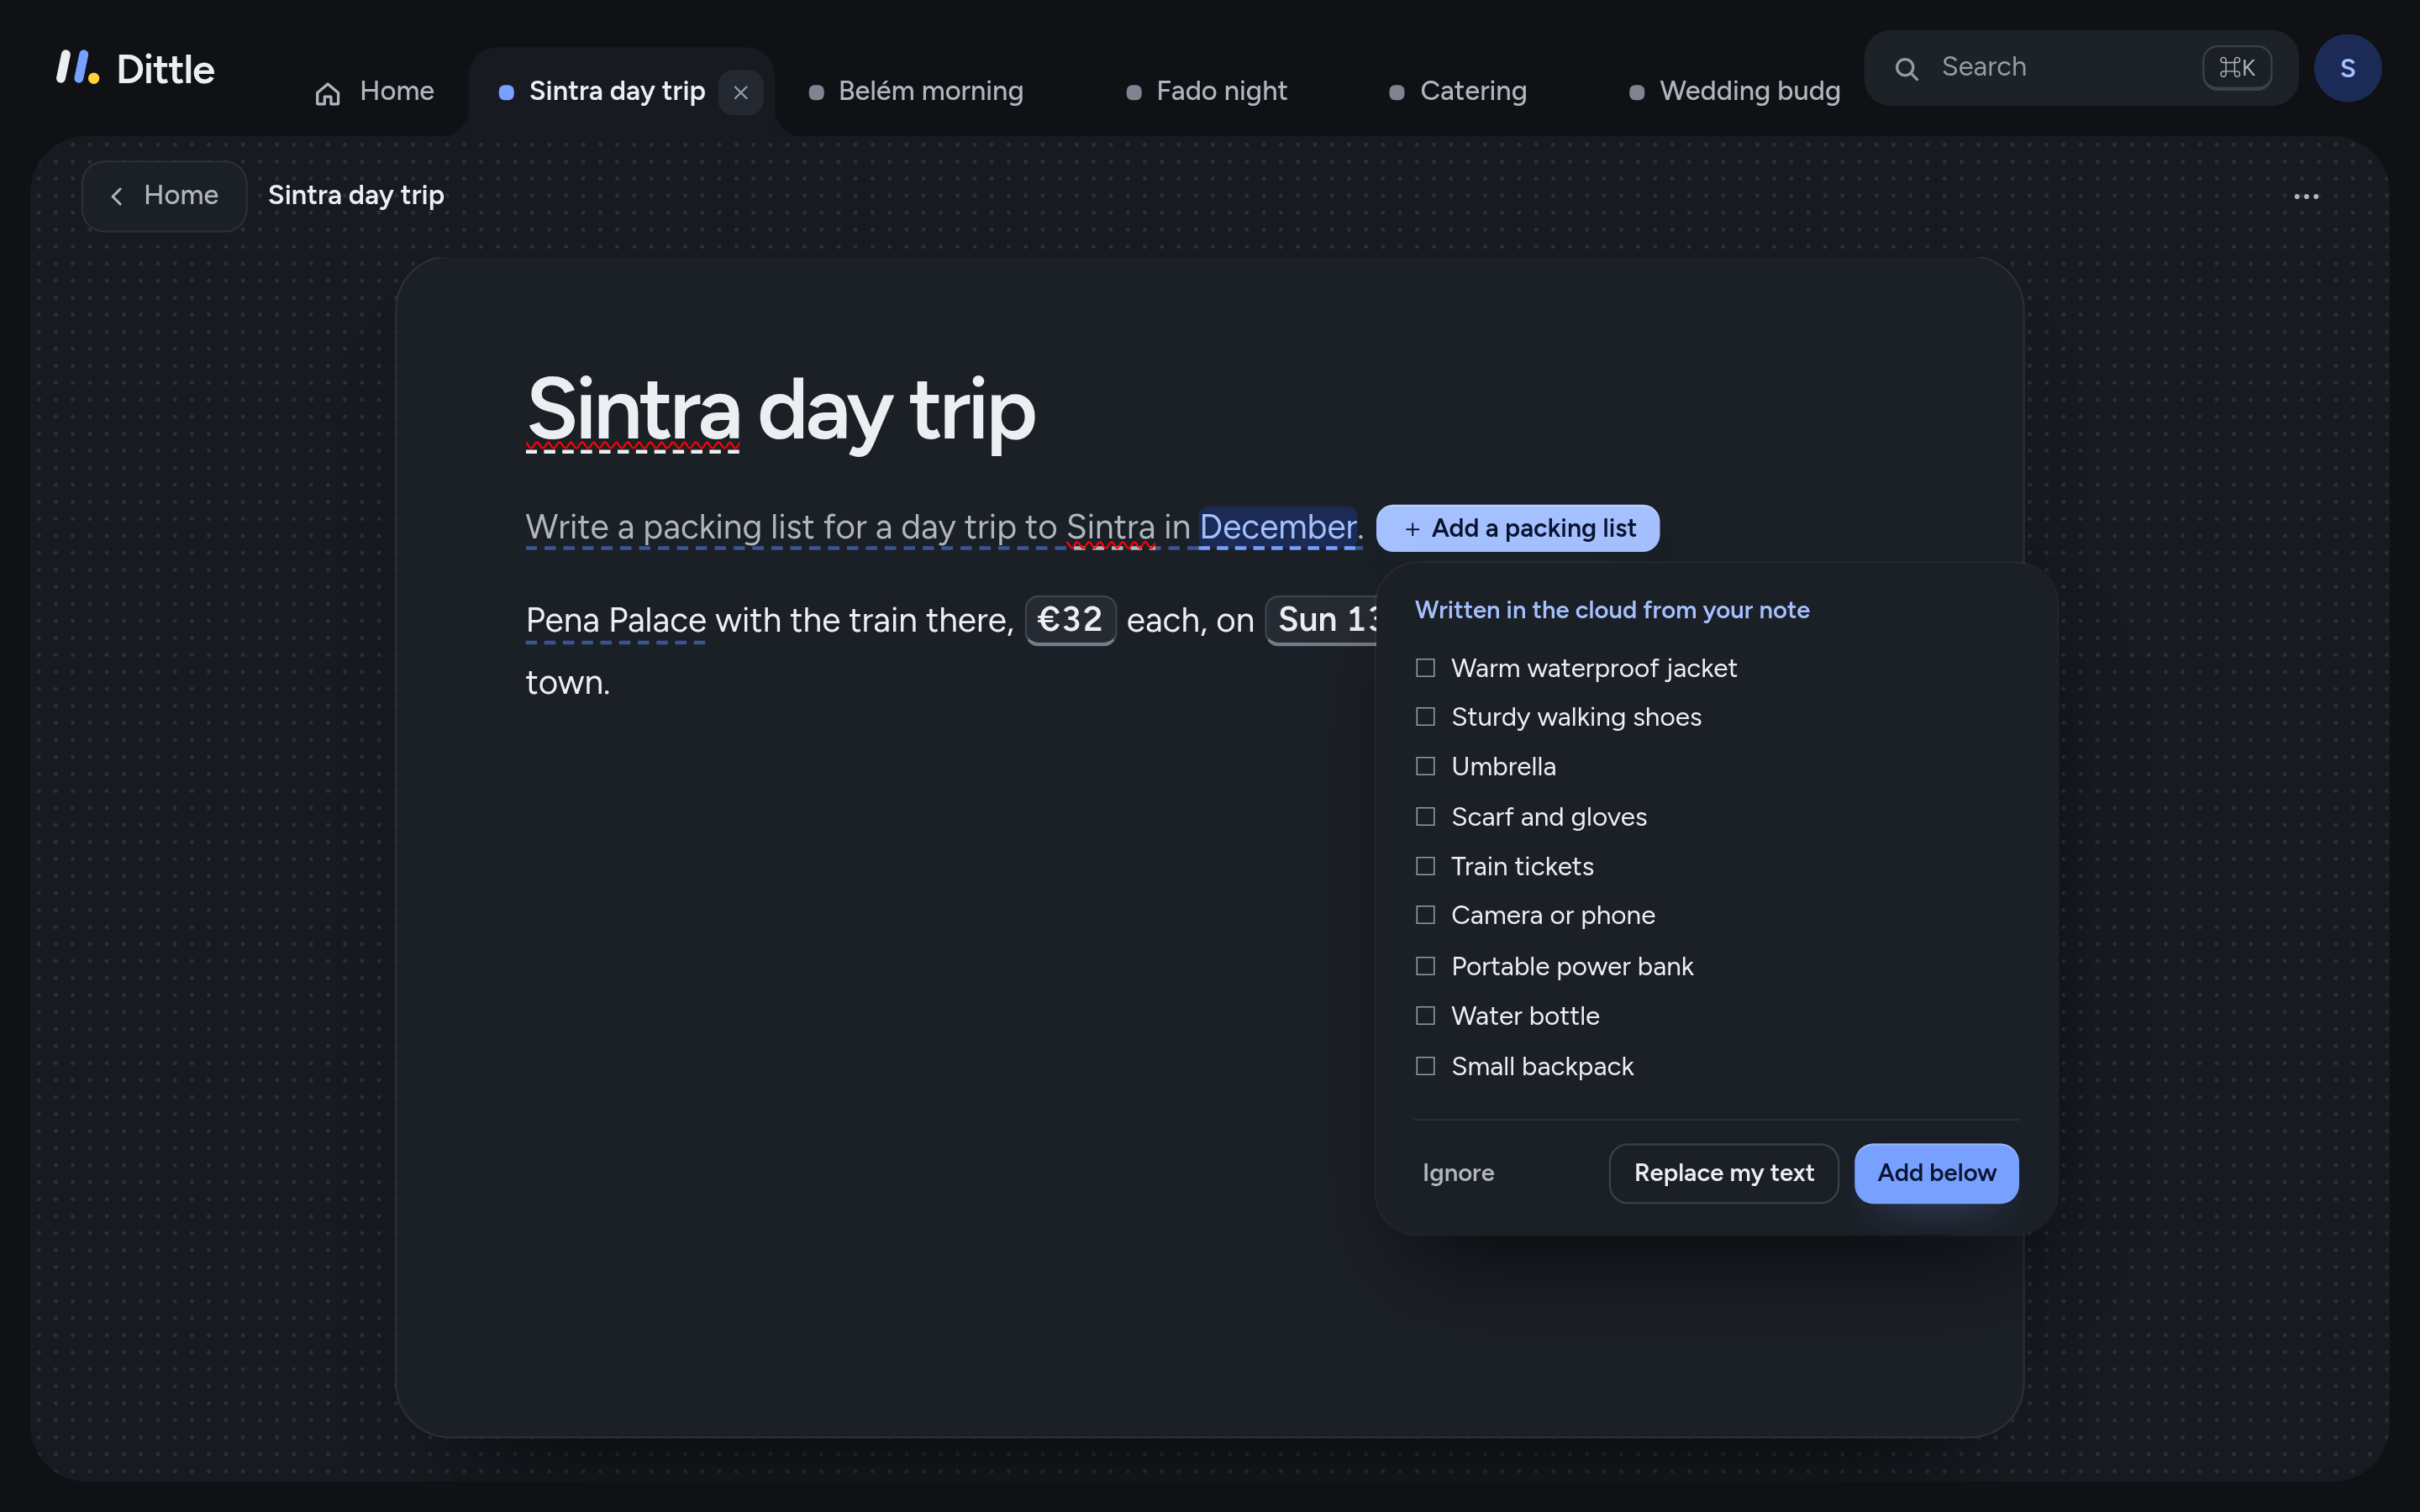 Dittle
Home
Sintra day trip
Belém morning
Fado night
Catering
Wedding budg
Search
⌘K
S
Home
Sintra day trip
Sintra day trip
Write a packing list for a day trip to Sintra in December.
+ Add a packing list
Pena Palace with the train there, €32 each, on Sun 13
town.
Written in the cloud from your note
Warm waterproof jacket
Sturdy walking shoes
Umbrella
Scarf and gloves
Train tickets
Camera or phone
Portable power bank
Water bottle
Small backpack
Ignore
Replace my text
Add below